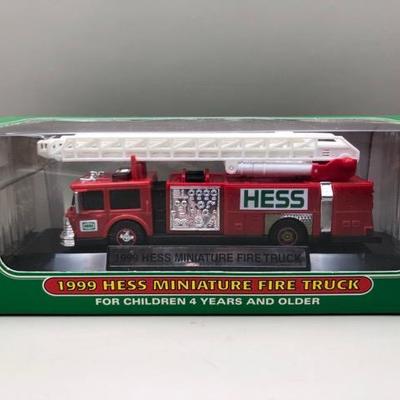 HESS
1999 HESS MINIATURE FIRE TRUCK
1999 HESS MINIATURE FIRE TRUCK
FOR CHILDREN 4 YEARS AND OLDER